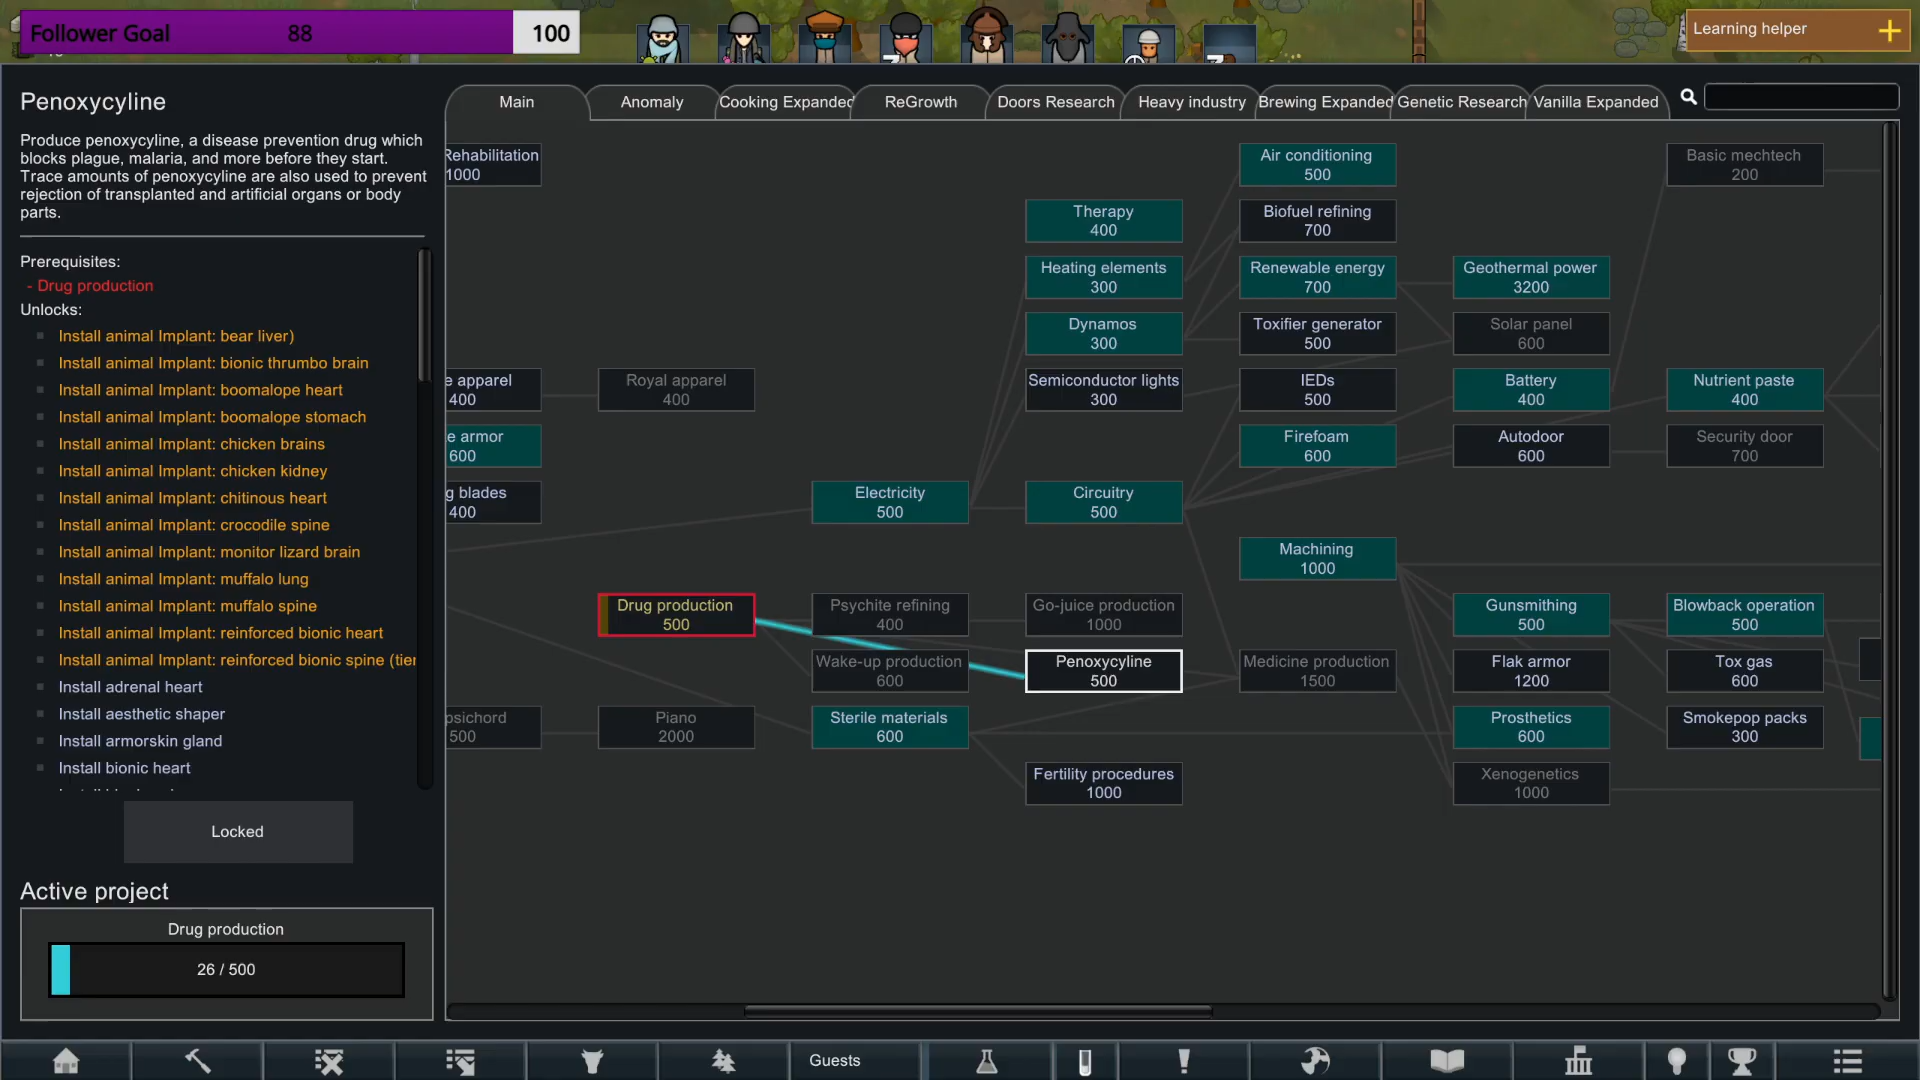 Follower Goal 88 100
Learning helper
Penoxycyline
Produce penoxycyline, a disease prevention drug which
blocks plague, malaria, and more before they start.
Trace amounts of penoxycyline are also used to prevent
rejection of transplanted and artificial organs or body
parts.
Prerequisites:
- Drug production
Unlocks:
Install animal Implant: bear liver)
Install animal Implant: bionic thrumbo brain
Install animal Implant: boomalope heart
Install animal Implant: boomalope stomach
Install animal Implant: chicken brains
Install animal Implant: chicken kidney
Install animal Implant: chitinous heart
Install animal Implant: crocodile spine
Install animal Implant: monitor lizard brain
Install animal Implant: muffalo lung
Install animal Implant: muffalo spine
Install animal Implant: reinforced bionic heart
Install animal Implant: reinforced bionic spine (tier
Install adrenal heart
Install aesthetic shaper
Install armorskin gland
Install bionic heart
Locked
Active project
Drug production
26 / 500
Main
Anomaly
Cooking Expanded
ReGrowth
Doors Research
Heavy industry
Brewing Expanded
Genetic Research
Vanilla Expanded
Rehabilitation
1000
e apparel
400
e armor
600
g blades
400
psichord
500
Royal apparel
400
Drug production
500
Piano
2000
Electricity
500
Psychite refining
400
Wake-up production
600
Sterile materials
600
Therapy
400
Heating elements
300
Dynamos
300
Semiconductor lights
300
Circuitry
500
Go-juice production
1000
Penoxycyline
500
Fertility procedures
1000
Air conditioning
500
Biofuel refining
700
Renewable energy
700
Toxifier generator
500
IEDs
500
Firefoam
600
Machining
1000
Medicine production
1500
Geothermal power
3200
Solar panel
600
Battery
400
Autodoor
600
Gunsmithing
500
Flak armor
1200
Prosthetics
600
Xenogenetics
1000
Basic mechtech
200
Nutrient paste
400
Security door
700
Blowback operation
500
Tox gas
600
Smokepop packs
300
Guests